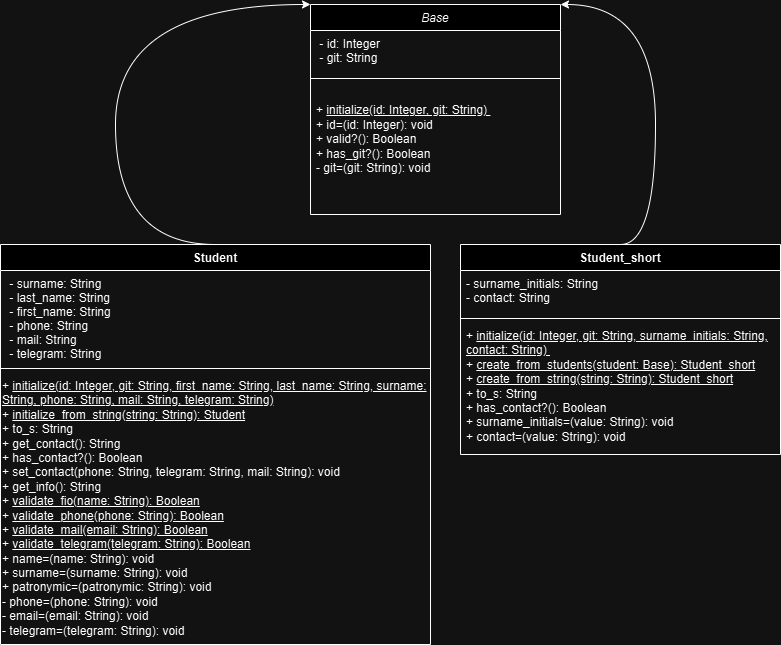 Base
- id: Integer
- git: String
+ initialize(id: Integer, git: String)
+ id=(id: Integer): void
+ valid?(): Boolean
+ has_git?(): Boolean
- git=(git: String): void
Student
- surname: String
- last_name: String
- first_name: String
- phone: String
- mail: String
- telegram: String
+ initialize(id: Integer, git: String, first_name: String, last_name: String, surname:
String, phone: String, mail: String, telegram: String)
+ initialize_from_string(string: String): Student
+ to_s: String
+ get_contact(): String
+ has_contact?(): Boolean
+ set_contact(phone: String, telegram: String, mail: String): void
+ get_info(): String
+ validate_fio(name: String): Boolean
+ validate_phone(phone: String): Boolean
+ validate_mail(email: String): Boolean
+ validate_telegram(telegram: String): Boolean
+ name=(name: String): void
+ surname=(surname: String): void
+ patronymic=(patronymic: String): void
- phone=(phone: String): void
- email=(email: String): void
- telegram=(telegram: String): void
Student_short
- surname_initials: String
- contact: String
+ initialize(id: Integer, git: String, surname_initials: String,
contact: String)
+ create_from_students(student: Base): Student_short
+ create_from_string(string: String): Student_short
+ to_s: String
+ has_contact?(): Boolean
+ surname_initials=(value: String): void
+ contact=(value: String): void